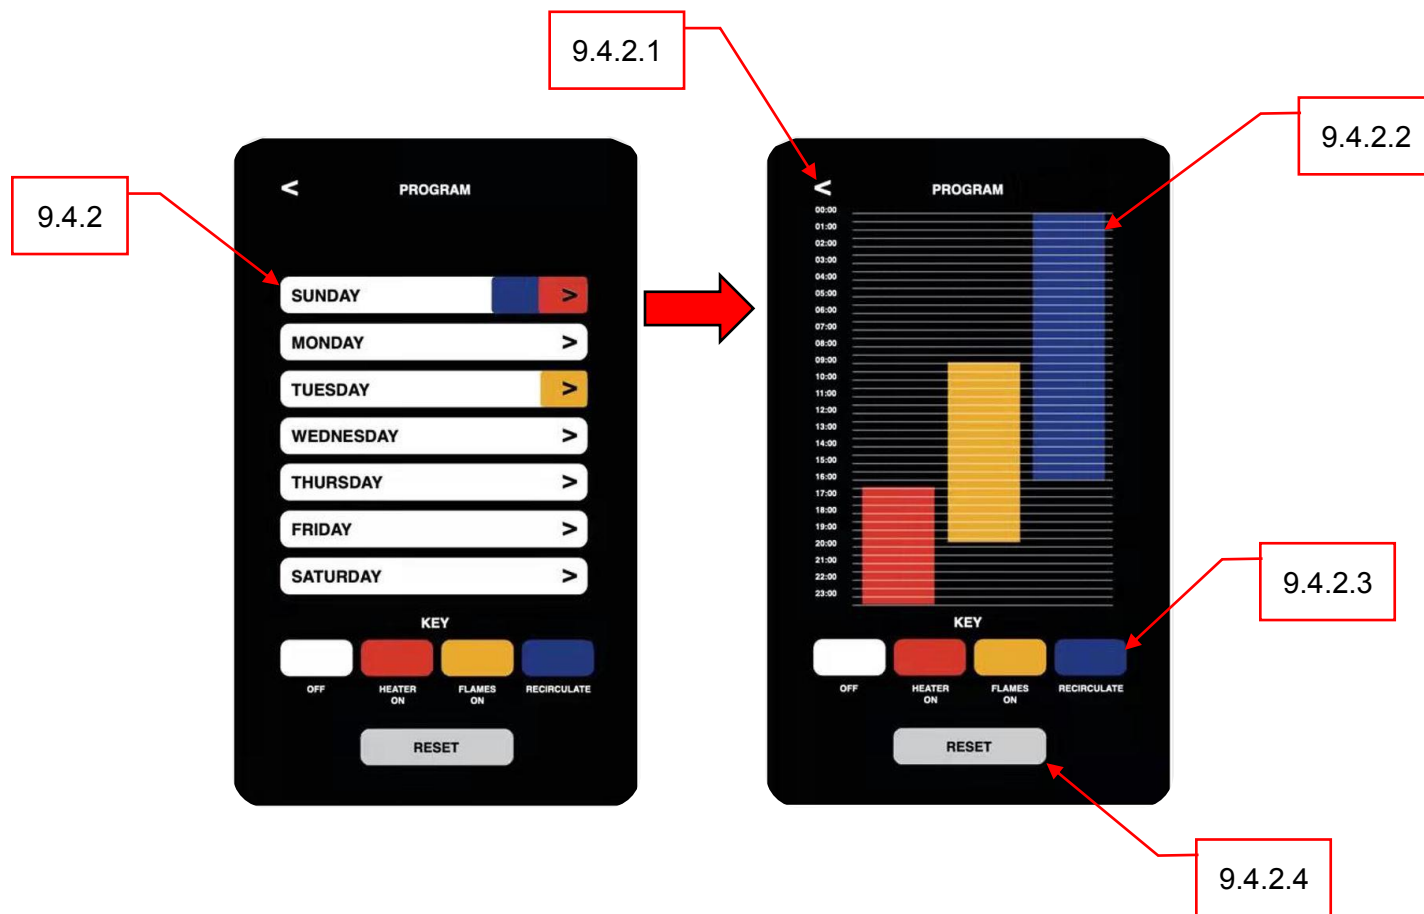 9.4.2.1
9.4.2.2
9.4.2
< PROGRAM
SUNDAY >
MONDAY >
TUESDAY >
WEDNESDAY >
THURSDAY >
FRIDAY >
SATURDAY >
KEY
OFF HEATER ON FLAMES ON RECIRCULATE
RESET
< PROGRAM
00:00
01:00
02:00
03:00
04:00
05:00
06:00
07:00
08:00
09:00
10:00
11:00
12:00
13:00
14:00
15:00
16:00
17:00
18:00
19:00
20:00
21:00
22:00
23:00
KEY
OFF HEATER ON FLAMES ON RECIRCULATE
RESET
9.4.2.3
9.4.2.4